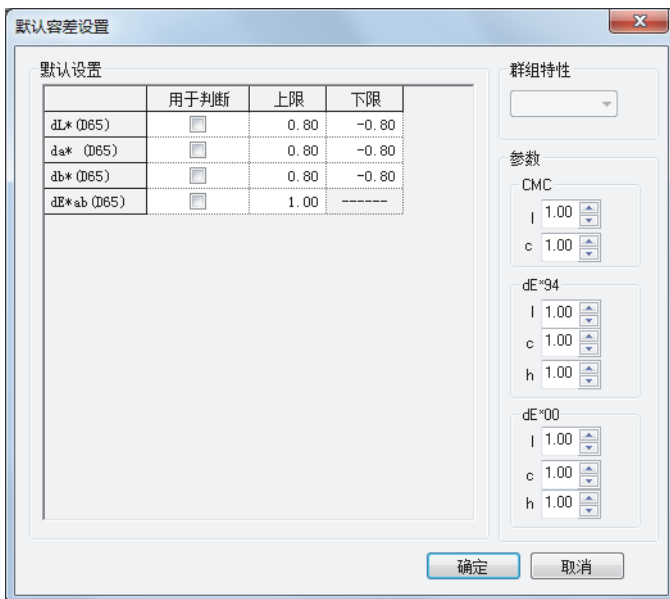 默认容差设置
默认设置
用于判断 上限 下限
dL*(D65) 0.80 -0.80
da* (D65) 0.80 -0.80
db*(D65) 0.80 -0.80
dE*ab(D65) 1.00 ------
群组特性
参数
CMC
l 1.00
c 1.00
dE*94
l 1.00
c 1.00
h 1.00
dE*00
l 1.00
c 1.00
h 1.00
确定 取消